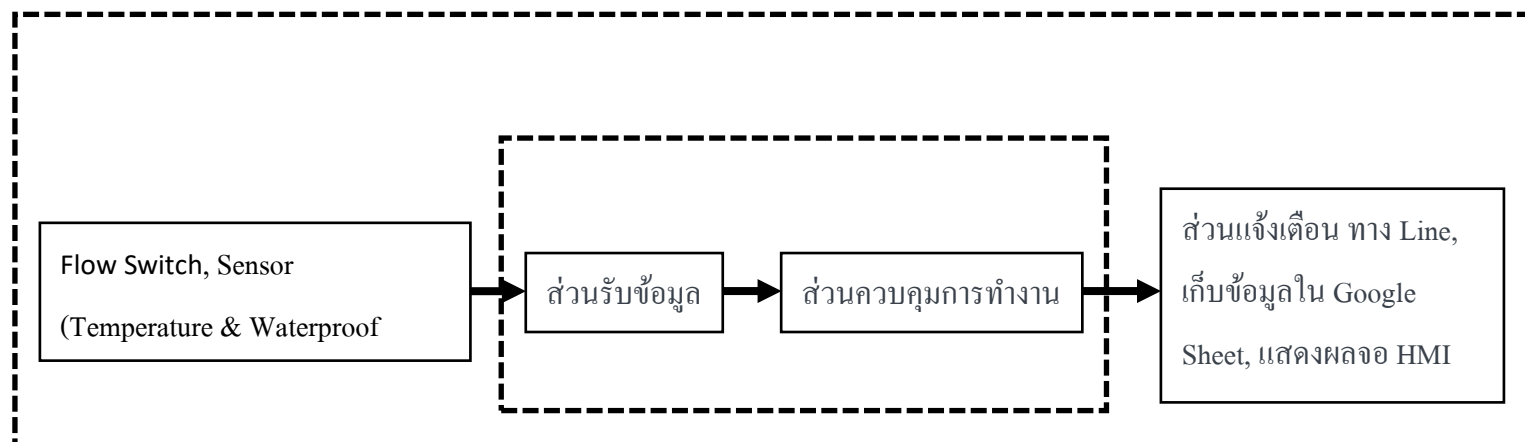 Flow Switch, Sensor
(Temperature & Waterproof
ส่วนรับข้อมูล
ส่วนควบคุมการทำงาน
ส่วนแจ้งเตือน ทาง Line,
เก็บข้อมูลใน Google
Sheet, แสดงผลจอ HMI